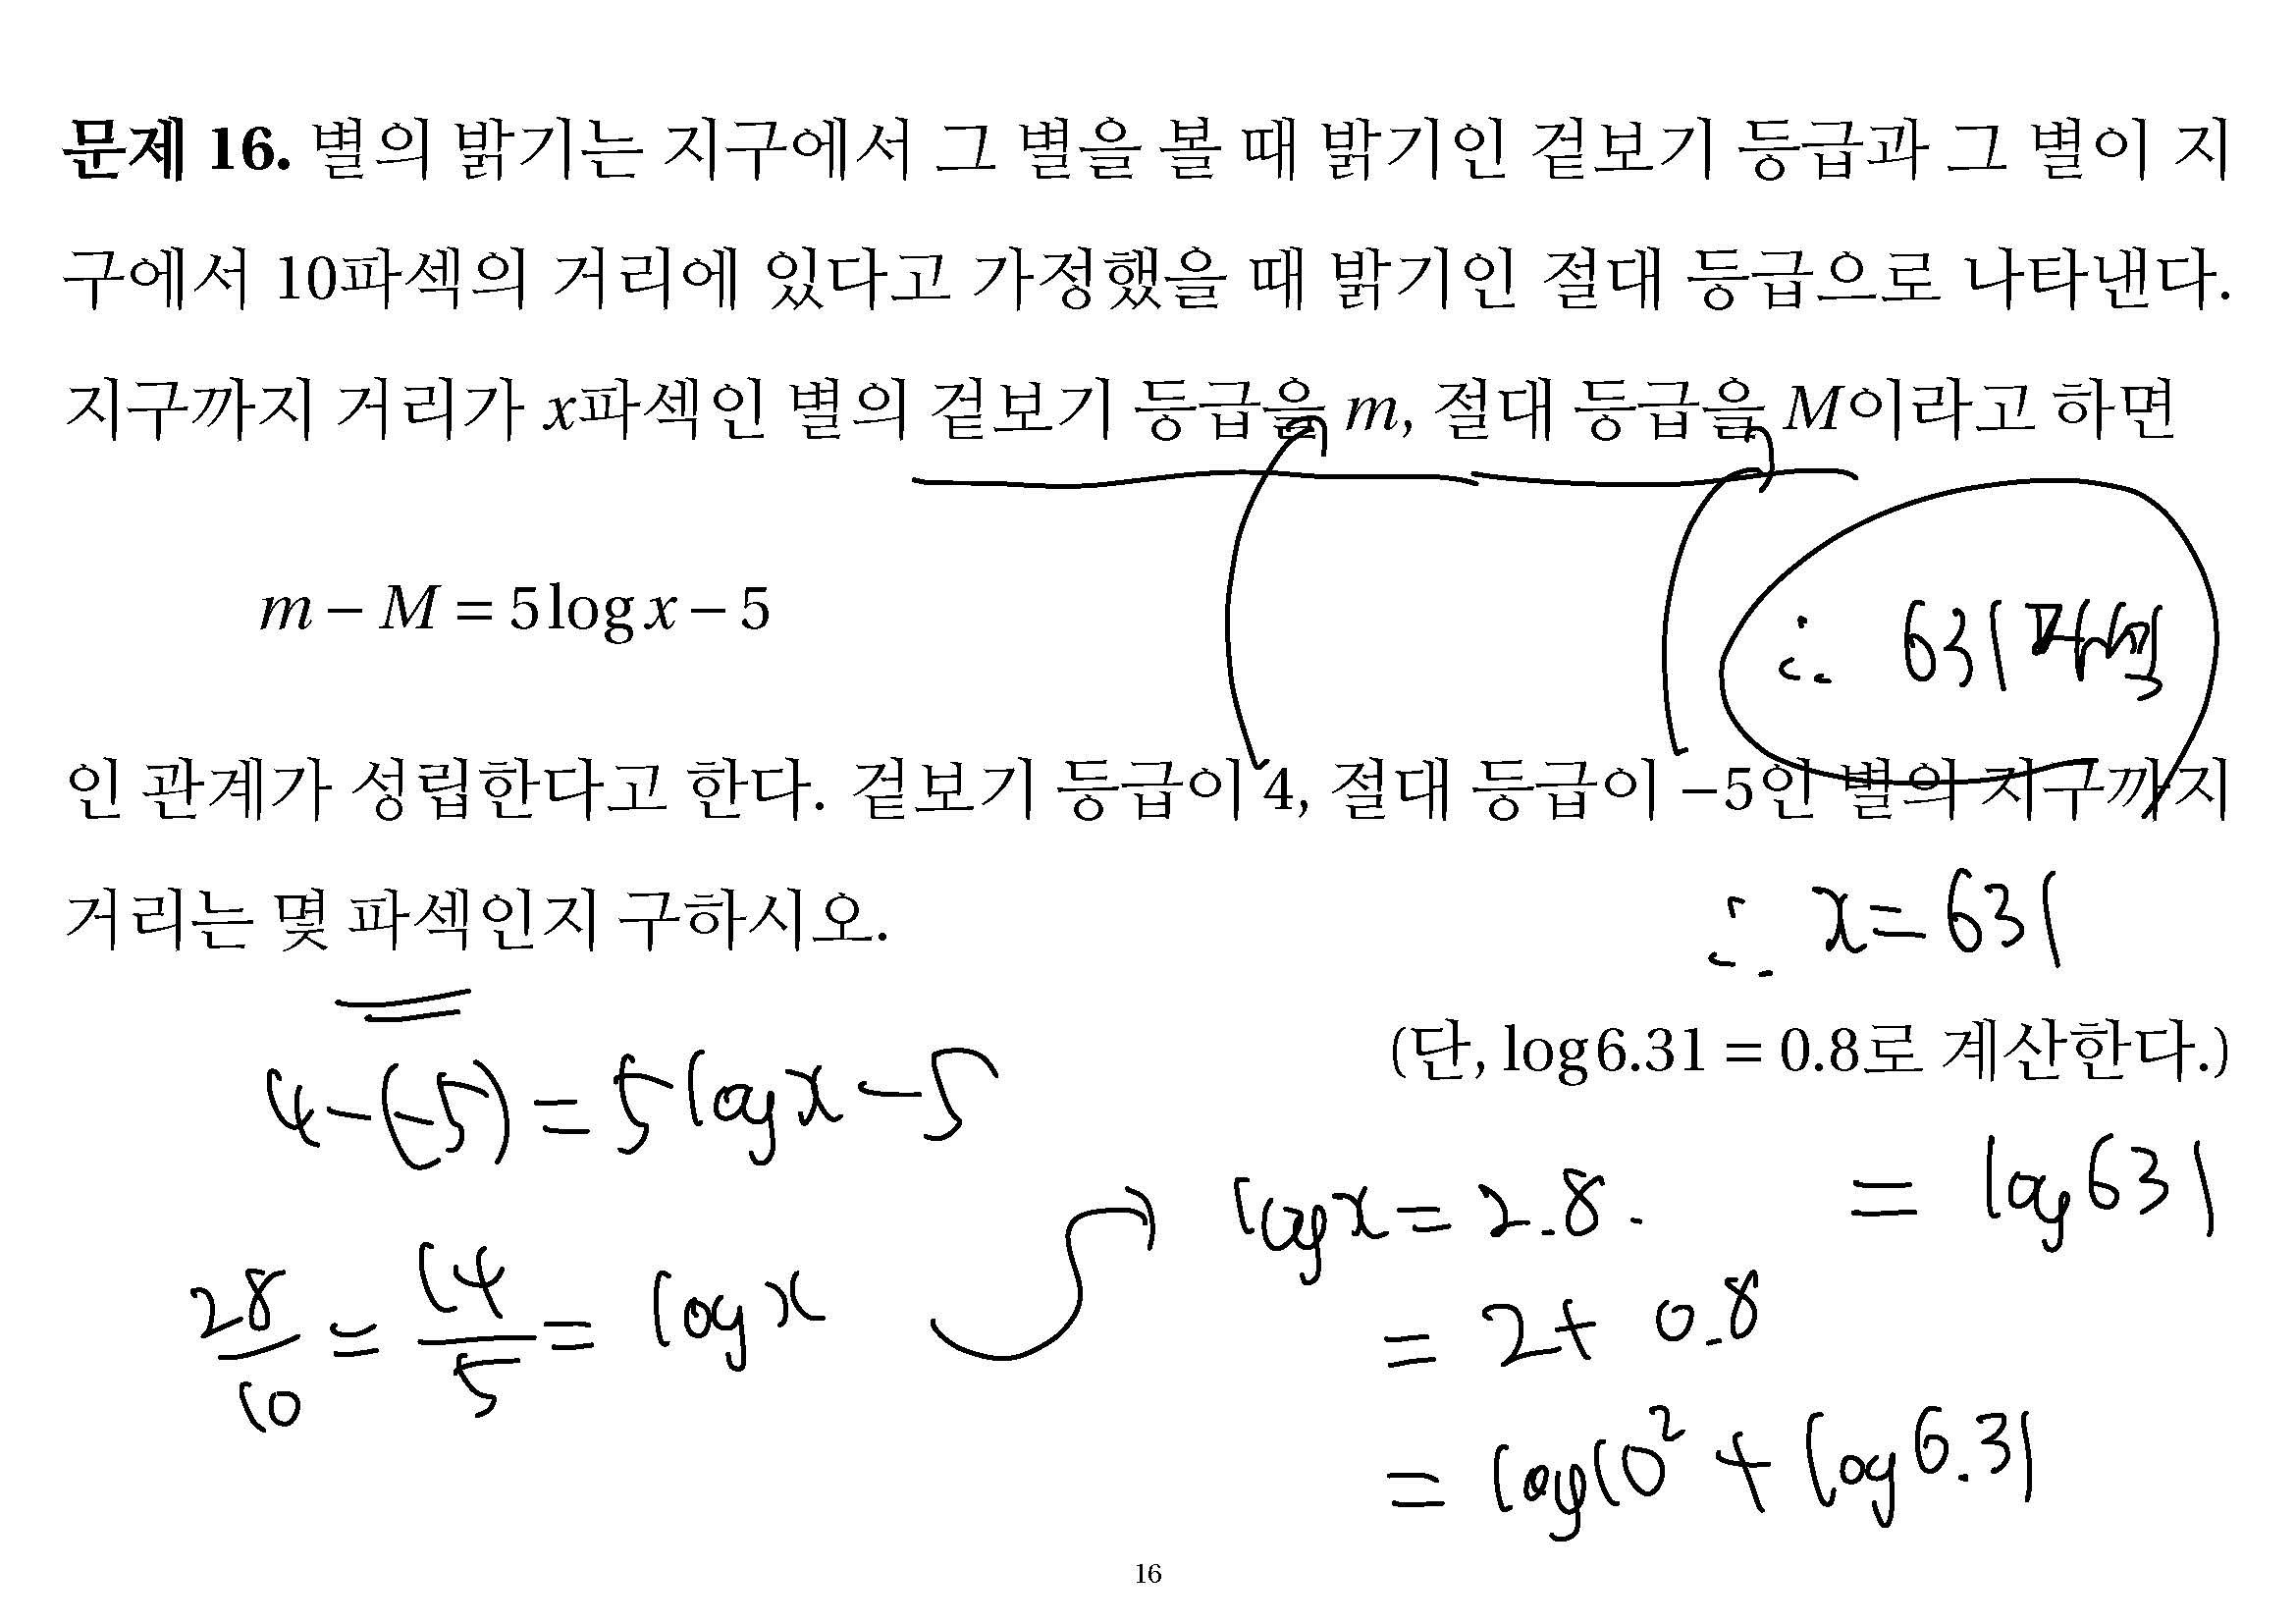 문제 16. 별의 밝기는 지구에서 그 별을 볼 때 밝기인 겉보기 등급과 그 별이 지
구에서 10파섹의 거리에 있다고 가정했을 때 밝기인 절대 등급으로 나타낸다.
지구까지 거리가 x파섹인 별의 겉보기 등급을 m, 절대 등급을 M이라고 하면
m − M = 5 log x − 5
∴ 631파섹
인 관계가 성립한다고 한다. 겉보기 등급이 4, 절대 등급이 −5인 별의 지구까지
거리는 몇 파섹인지 구하시오.
∴ x = 631
(단, log 6.31 = 0.8로 계산한다.)
4 − (−5) = 5 log x − 5
28/10 = 14/5 = log x
log x = 2.8.
= 2 + 0.8
= log 10² + log 6.31
= log 631
16